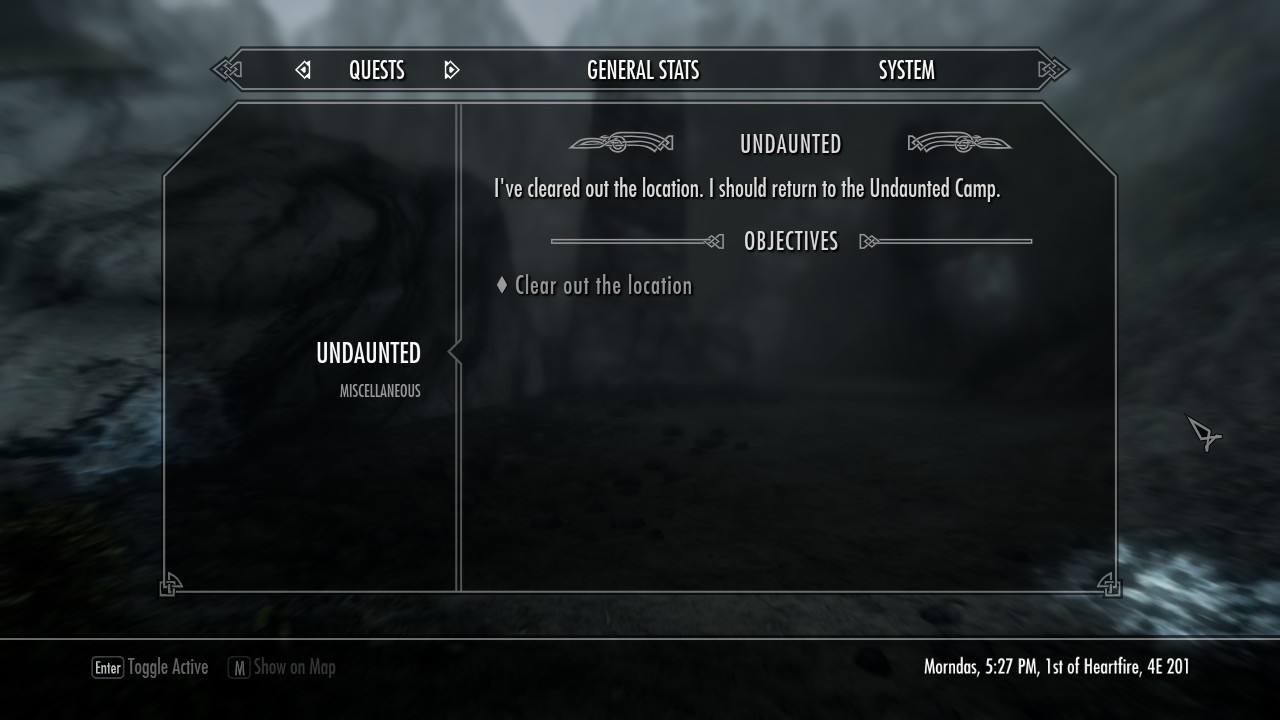 QUESTS GENERAL STATS SYSTEM
UNDAUNTED
I've cleared out the location. I should return to the Undaunted Camp.
OBJECTIVES
Clear out the location
UNDAUNTED
MISCELLANEOUS
Enter Toggle Active M Show on Map Morndas, 5:27 PM, 1st of Heartfire, 4E 201